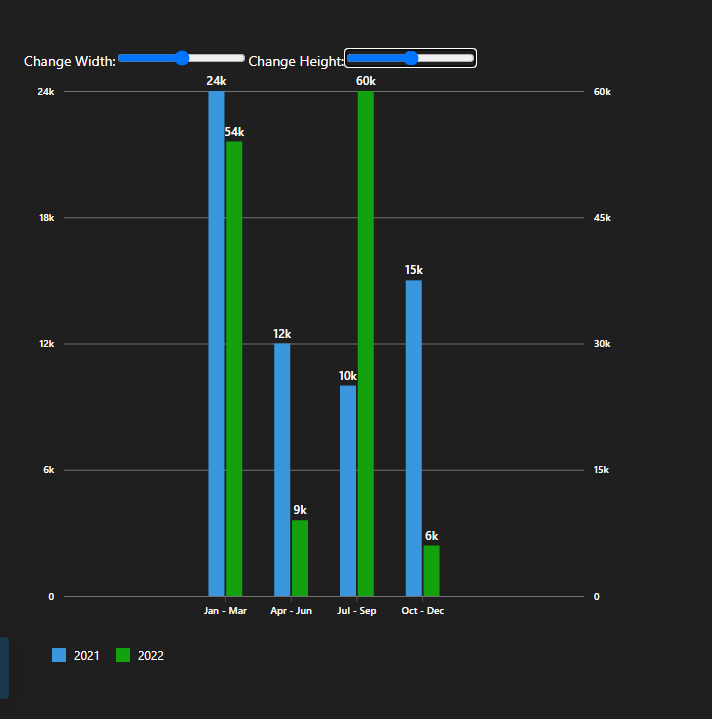 Change Width: Change Height:
24k 60k
24k 60k
54k
18k 45k
15k
12k
12k 30k
10k
6k 15k
9k
6k
0 0
Jan - Mar Apr - Jun Jul - Sep Oct - Dec
2021 2022